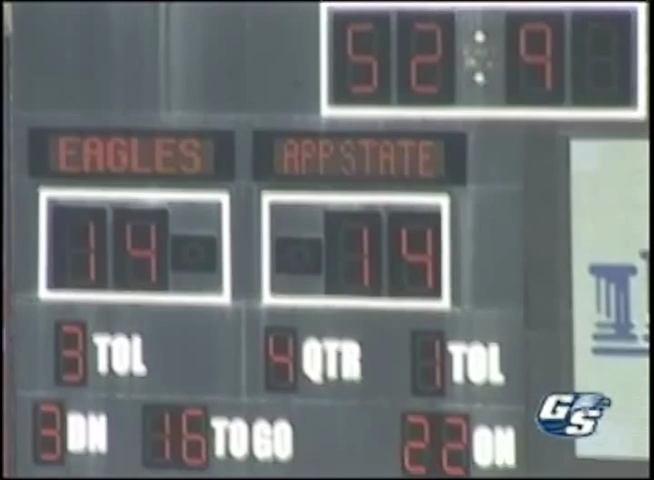 52:9
EAGLES APPSTATE
14 14
3 TOL 4 QTR 1 TOL
3 DN 16 TO GO 22 ON
GS